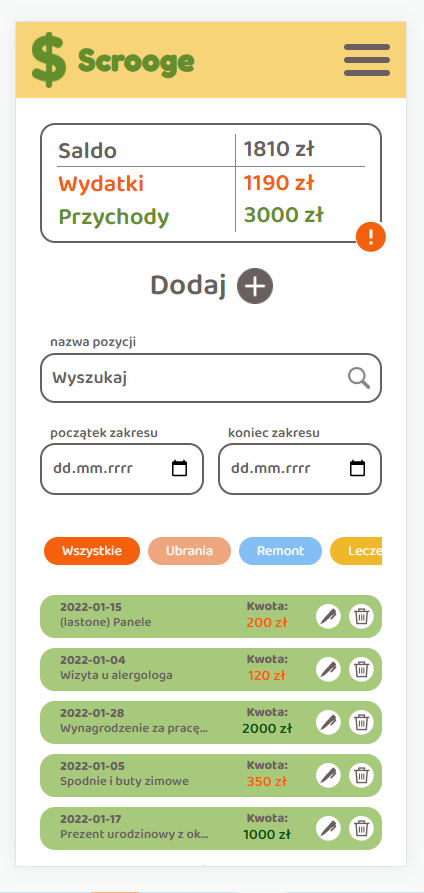 $ Scrooge
Saldo 1810 zł
Wydatki 1190 zł
Przychody 3000 zł
!
Dodaj
nazwa pozycji
Wyszukaj
początek zakresu koniec zakresu
dd.mm.rrrr dd.mm.rrrr
Wszystkie Ubrania Remont Lecze
2022-01-15 Kwota:
(lastone) Panele 200 zł
2022-01-04 Kwota:
Wizyta u alergologa 120 zł
2022-01-28 Kwota:
Wynagrodzenie za pracę... 2000 zł
2022-01-05 Kwota:
Spodnie i buty zimowe 350 zł
2022-01-17 Kwota:
Prezent urodzinowy z ok... 1000 zł